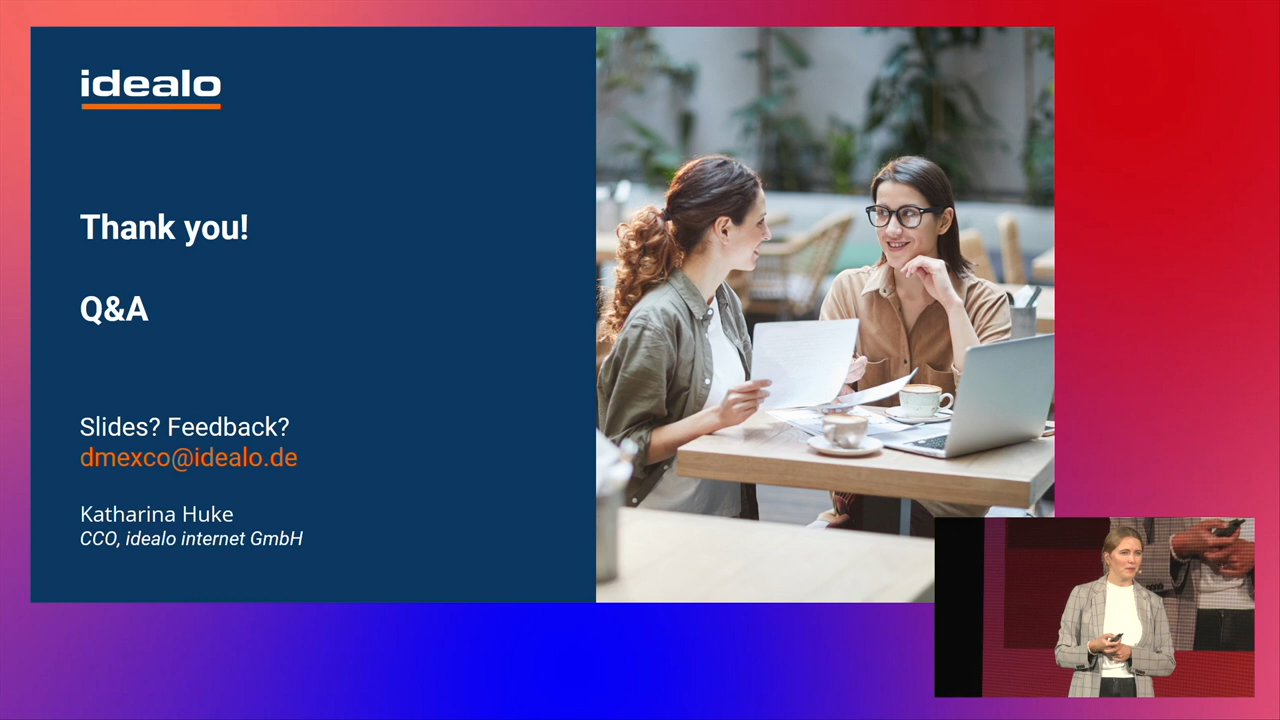 idealo
Thank you!
Q&A
Slides? Feedback?
dmexco@idealo.de
Katharina Huke
CCO, idealo internet GmbH